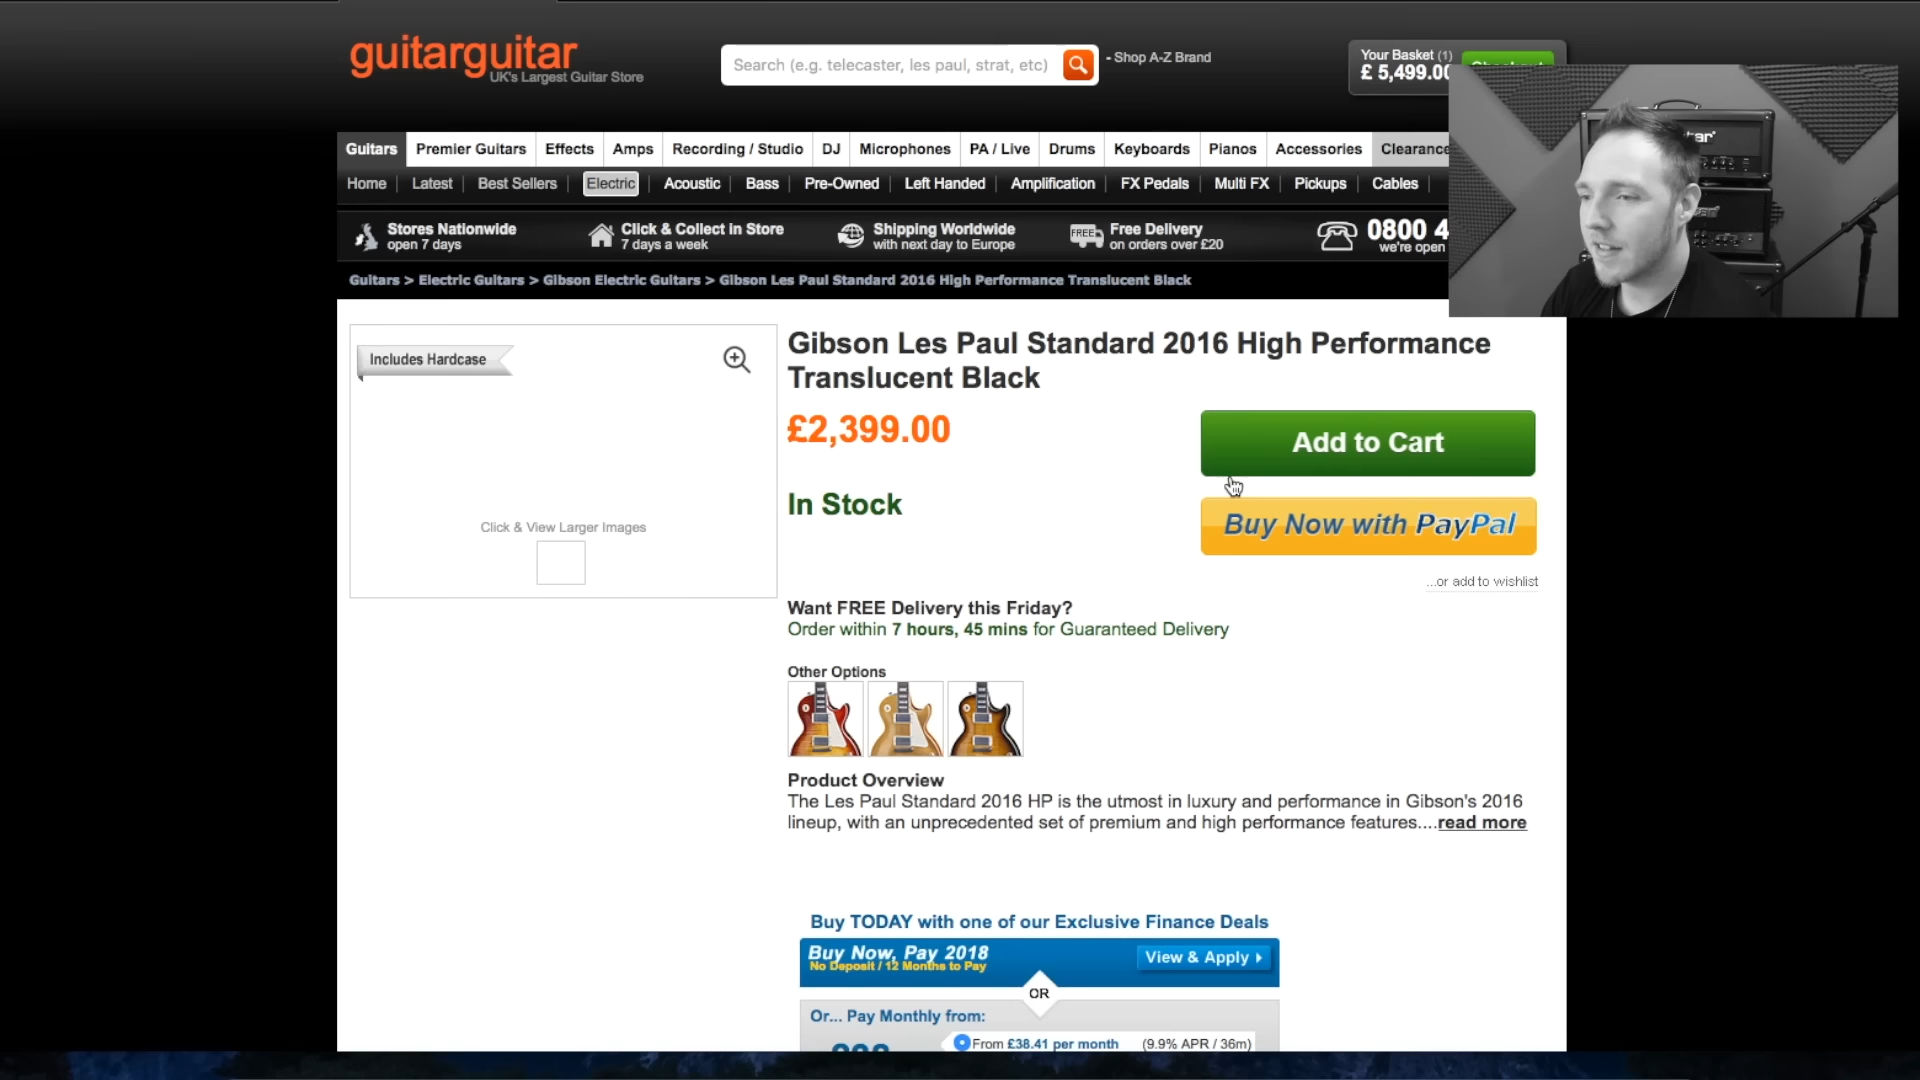 guitarguitar
UK's Largest Guitar Store
Search (e.g. telecaster, les paul, strat, etc)
- Shop A-Z Brand
Your Basket (1)
£ 5,499.00
Guitars Premier Guitars Effects Amps Recording / Studio DJ Microphones PA / Live Drums Keyboards Pianos Accessories Clearance
Home Latest Best Sellers Electric Acoustic Bass Pre-Owned Left Handed Amplification FX Pedals Multi FX Pickups Cables
Stores Nationwide
open 7 days
Click & Collect in Store
7 days a week
Shipping Worldwide
with next day to Europe
FREE
Free Delivery
on orders over £20
0800 4
we're open
Guitars > Electric Guitars > Gibson Electric Guitars > Gibson Les Paul Standard 2016 High Performance Translucent Black
Includes Hardcase
Click & View Larger Images
Gibson Les Paul Standard 2016 High Performance
Translucent Black
£2,399.00
Add to Cart
In Stock
Buy Now with PayPal
...or add to wishlist
Want FREE Delivery this Friday?
Order within 7 hours, 45 mins for Guaranteed Delivery
Other Options
Product Overview
The Les Paul Standard 2016 HP is the utmost in luxury and performance in Gibson's 2016
lineup, with an unprecedented set of premium and high performance features....read more
Buy TODAY with one of our Exclusive Finance Deals
Buy Now, Pay 2018
No Deposit / 12 Months to Pay
View & Apply
OR
Or... Pay Monthly from:
From £38.41 per month (9.9% APR / 36m)